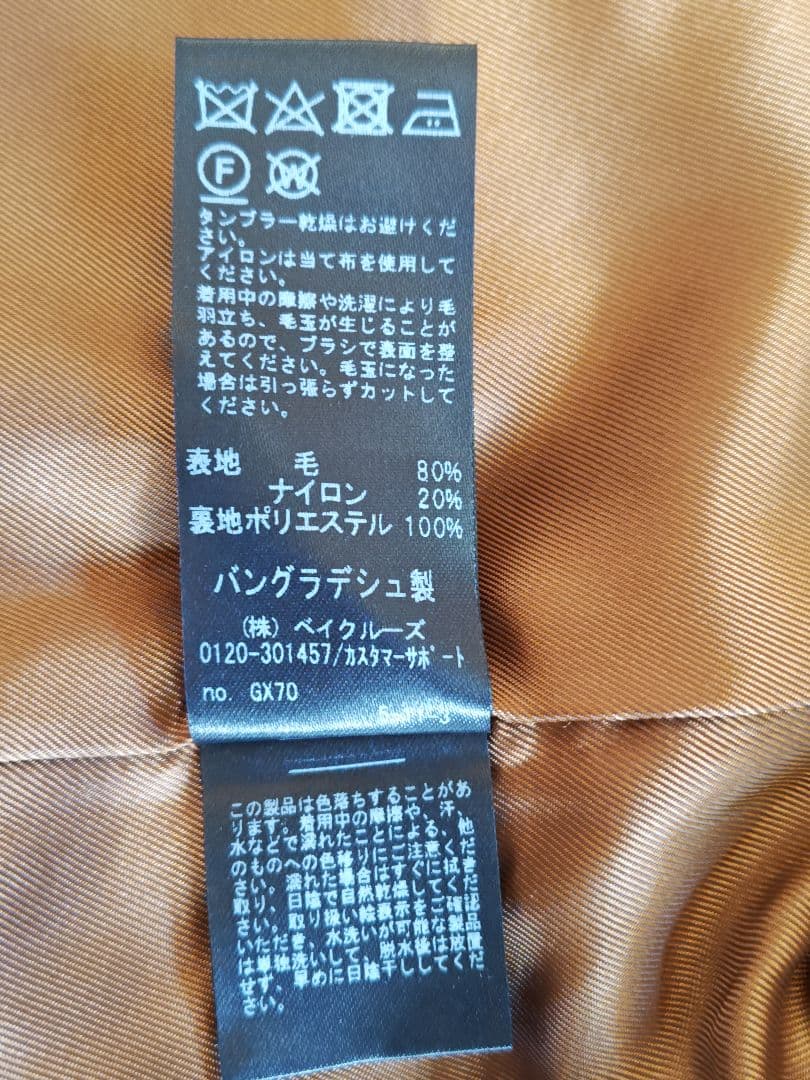 F W
タンブラー乾燥はお避けくだ
さい。
アイロンは当て布を使用して
ください。
着用中の摩擦や洗濯により毛
羽立ち、毛玉が生じることが
あるので、ブラシで表面を整
えてください。毛玉になった
場合は引っ張らずカットして
ください。
表地 毛 80%
ナイロン 20%
裏地ポリエステル 100%
バングラデシュ製
(株) ベイクルーズ
0120-301457/カスタマーサポート
no. GX70
この製品は色落ちすることがあ
ります。着用中の摩擦や、汗、
水などで濡れたことによる、他
のものへの色移りにご注意くだ
さい。濡れた場合はすぐに拭き
取り、日陰で自然乾燥してくだ
さい。取り扱い絵表示をご確認
いただき、水洗いが可能な製品
は単独洗いして、脱水後は放置
せず、早めに日陰干ししてくだ
さい。